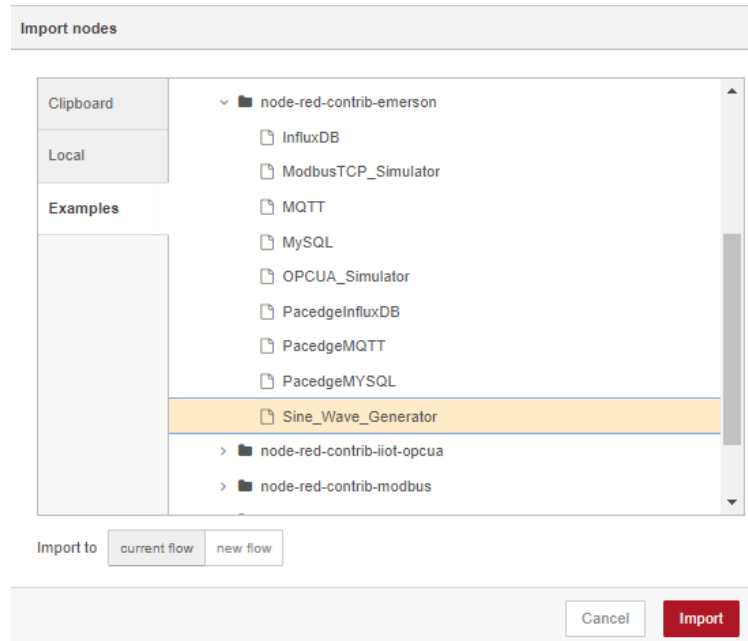 Import nodes
Clipboard
Local
Examples
node-red-contrib-emerson
InfluxDB
ModbusTCP_Simulator
MQTT
MySQL
OPCUA_Simulator
PacedgeInfluxDB
PacedgeMQTT
PacedgeMYSQL
Sine_Wave_Generator
node-red-contrib-iiot-opcua
node-red-contrib-modbus
Import to current flow new flow
Cancel Import